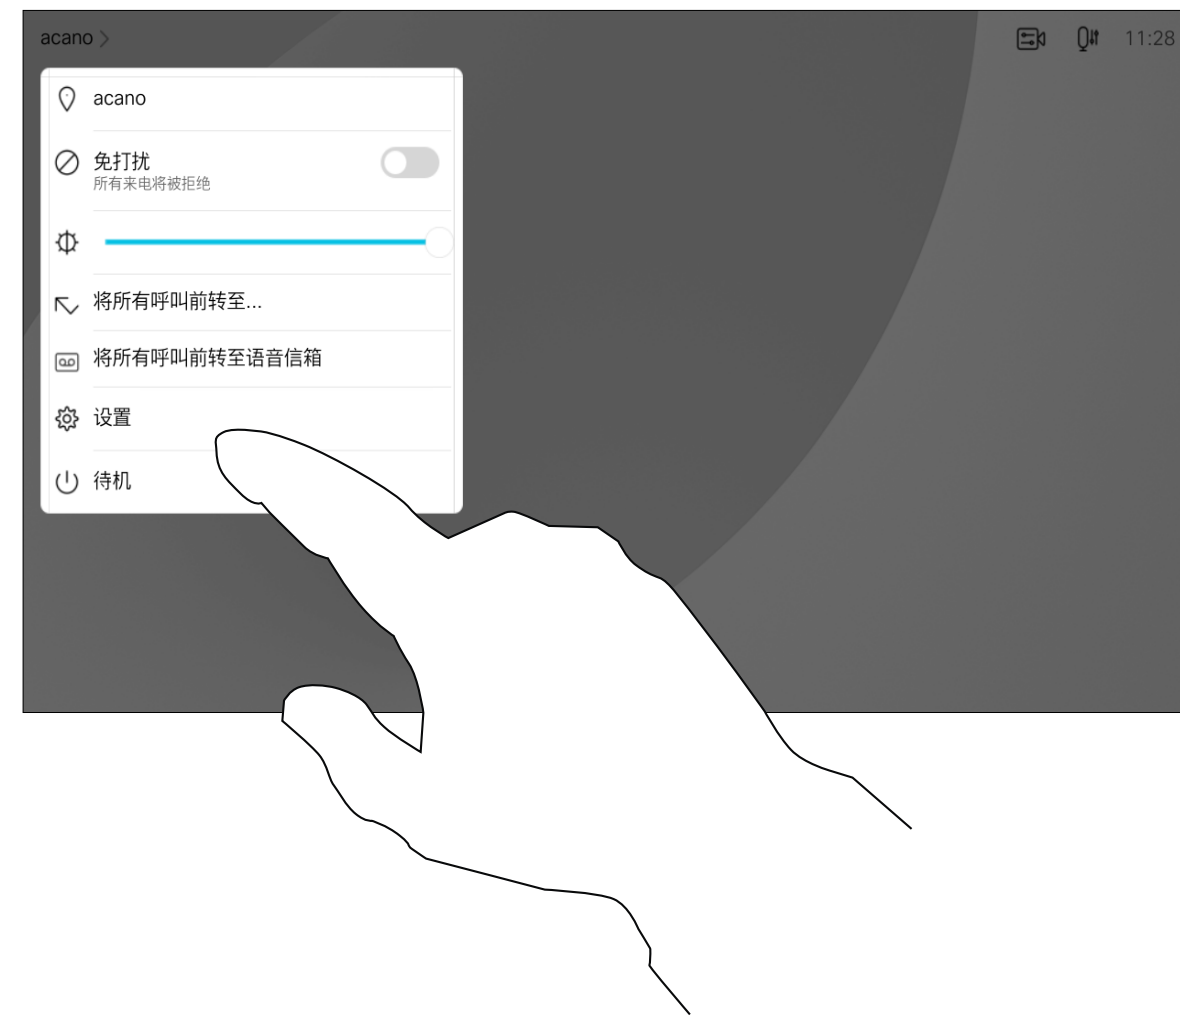 acano
11:28
acano
免打扰
所有来电将被拒绝
将所有呼叫前转至...
将所有呼叫前转至语音信箱
设置
待机